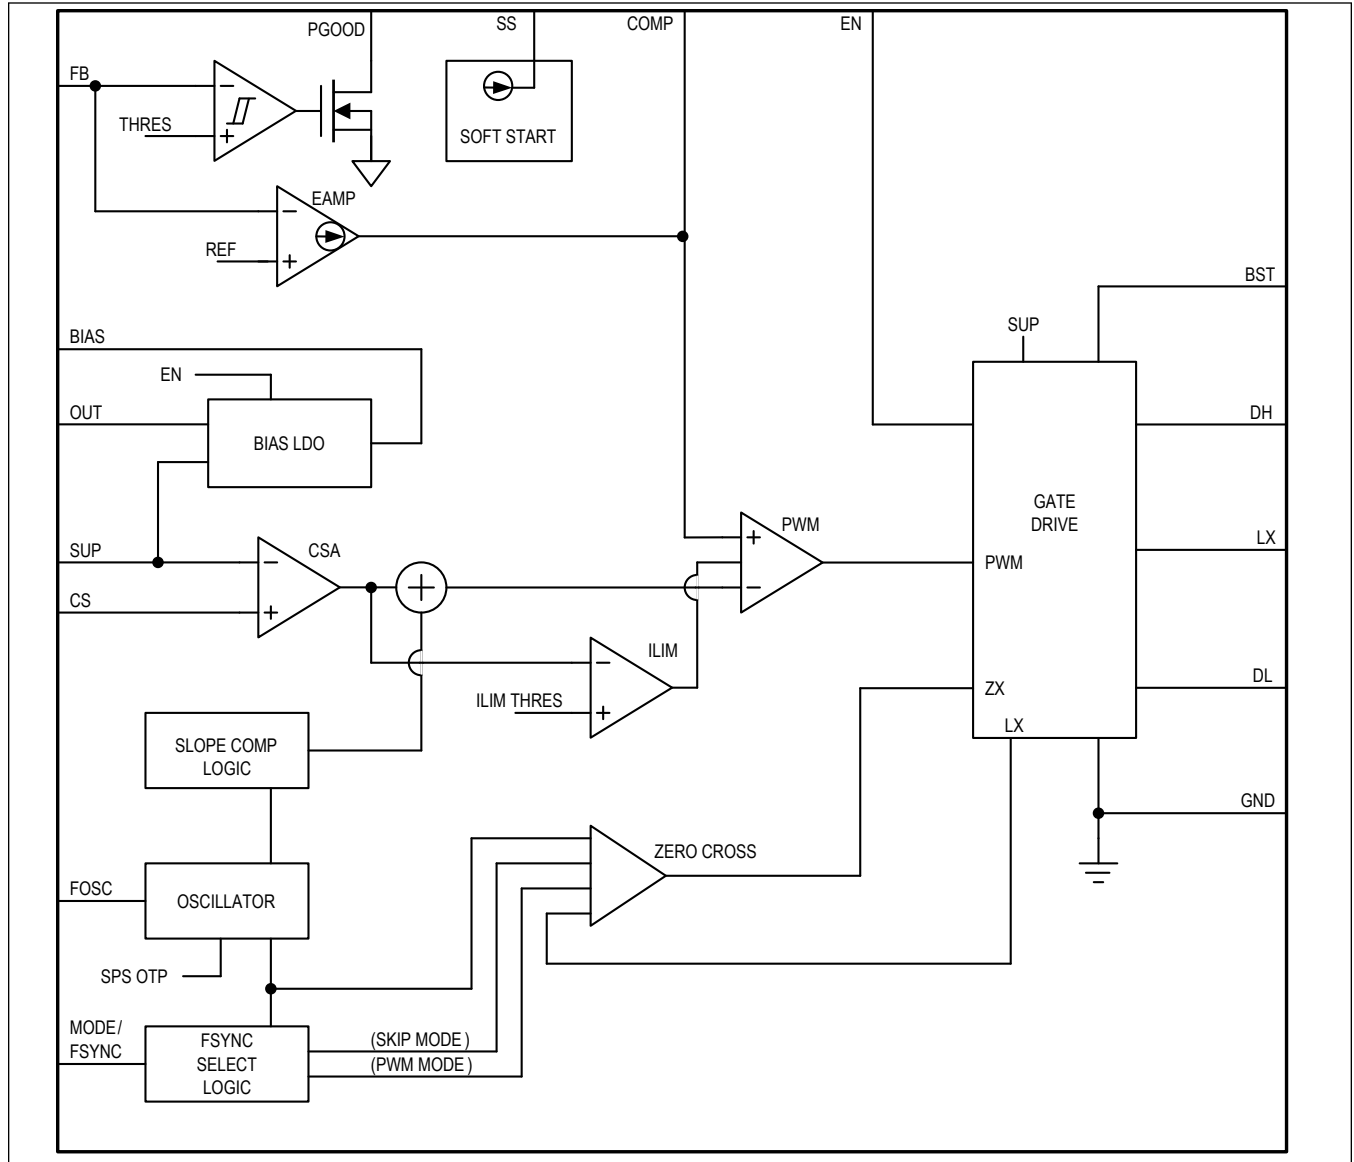 PGOOD
SS
COMP
EN
FB
THRES
SOFT START
EAMP
REF
BST
BIAS
SUP
EN
OUT
BIAS LDO
DH
GATE
DRIVE
PWM
SUP
CSA
LX
PWM
CS
ILIM
ZX
DL
ILIM THRES
LX
SLOPE COMP
LOGIC
GND
ZERO CROSS
FOSC
OSCILLATOR
SPS OTP
MODE/
FSYNC
FSYNC
SELECT
LOGIC
(SKIP MODE)
(PWM MODE)